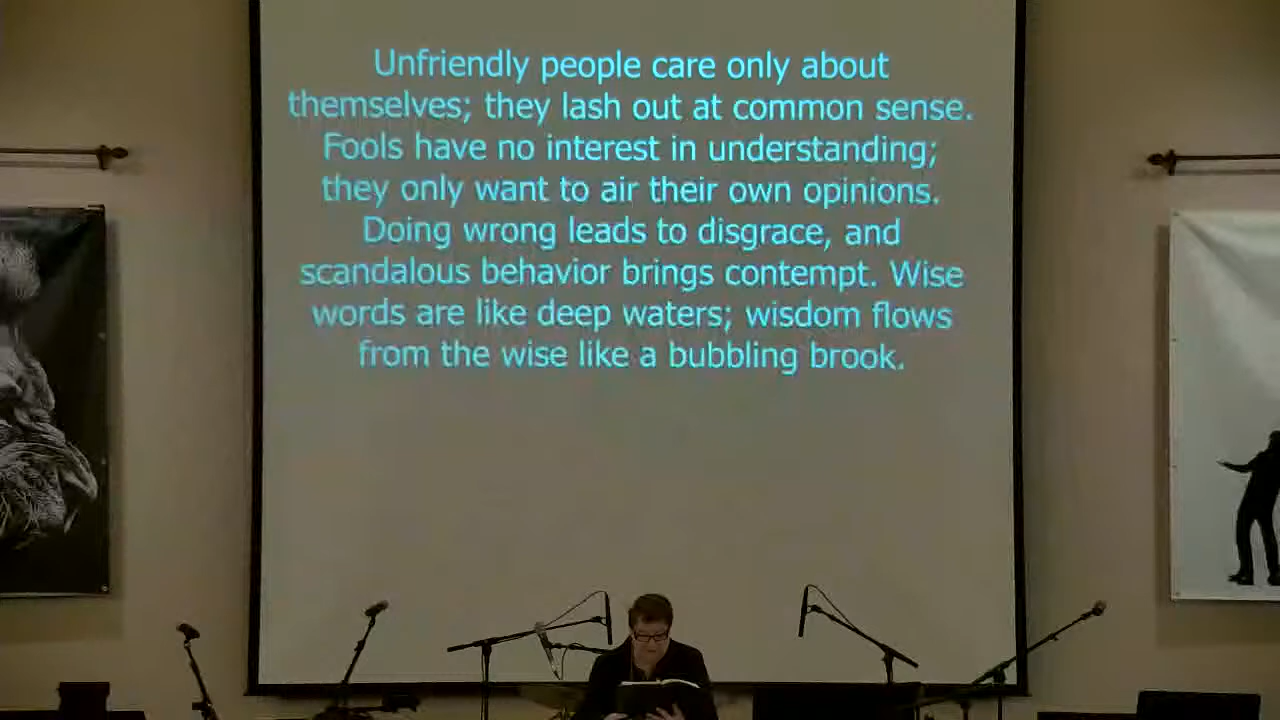 Unfriendly people care only about
themselves; they lash out at common sense.
Fools have no interest in understanding;
they only want to air their own opinions.
Doing wrong leads to disgrace, and
scandalous behavior brings contempt. Wise
words are like deep waters; wisdom flows
from the wise like a bubbling brook.